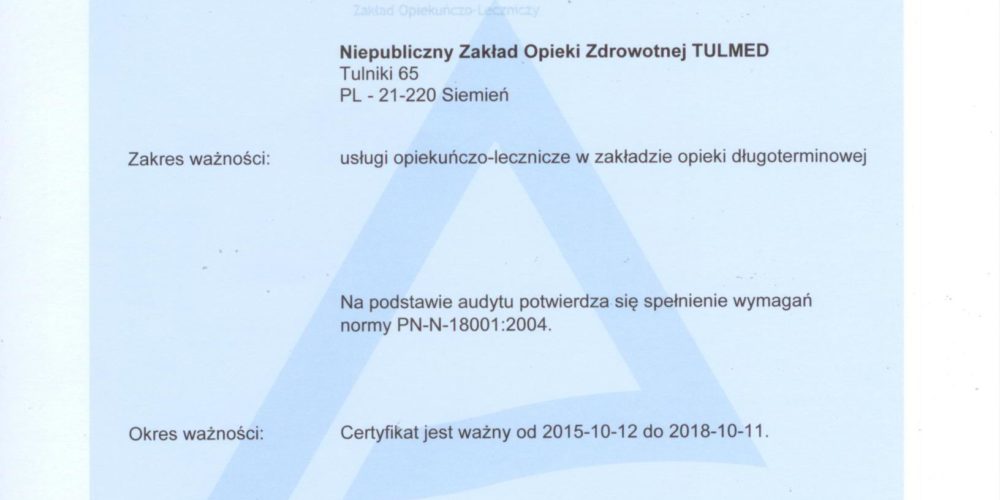 Zakład Opiekuńczo-Leczniczy
Niepubliczny Zakład Opieki Zdrowotnej TULMED
Tulniki 65
PL - 21-220 Siemień
Zakres ważności: usługi opiekuńczo-lecznicze w zakładzie opieki długoterminowej
Na podstawie audytu potwierdza się spełnienie wymagań
normy PN-N-18001:2004.
Okres ważności: Certyfikat jest ważny od 2015-10-12 do 2018-10-11.